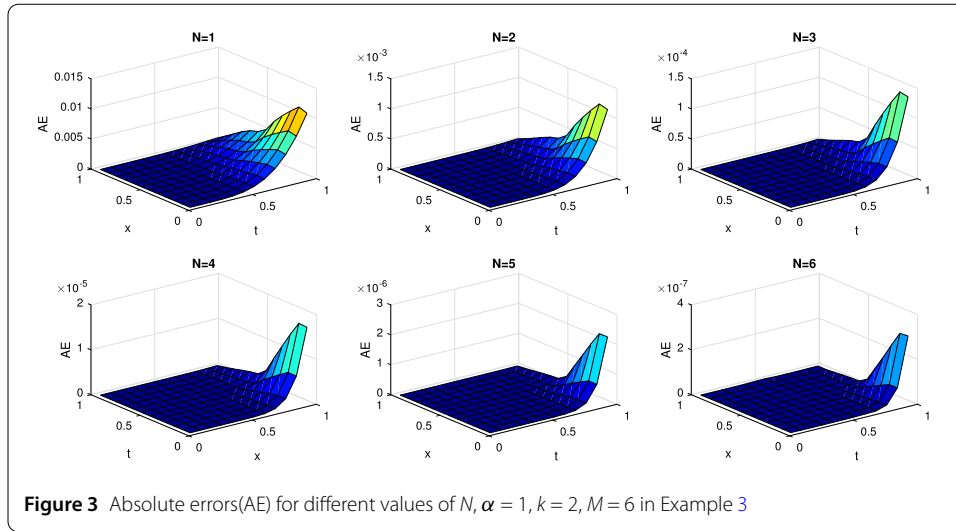 N=1
0.015
0.01
0.005
0
AE
1
0.5
0
x
0
0.5
1
t
N=2
×10⁻³
1.5
1
0.5
0
AE
1
0.5
0
x
0
0.5
1
t
N=3
×10⁻⁴
1.5
1
0.5
0
AE
1
0.5
0
x
0
0.5
1
t
N=4
×10⁻⁵
2
1
0
AE
1
0.5
0
t
0
0.5
1
x
N=5
×10⁻⁶
3
2
1
0
AE
1
0.5
0
x
0
0.5
1
t
N=6
×10⁻⁷
4
2
0
AE
1
0.5
0
x
0
0.5
1
t
Figure 3 Absolute errors(AE) for different values of N, α = 1, k = 2, M = 6 in Example 3